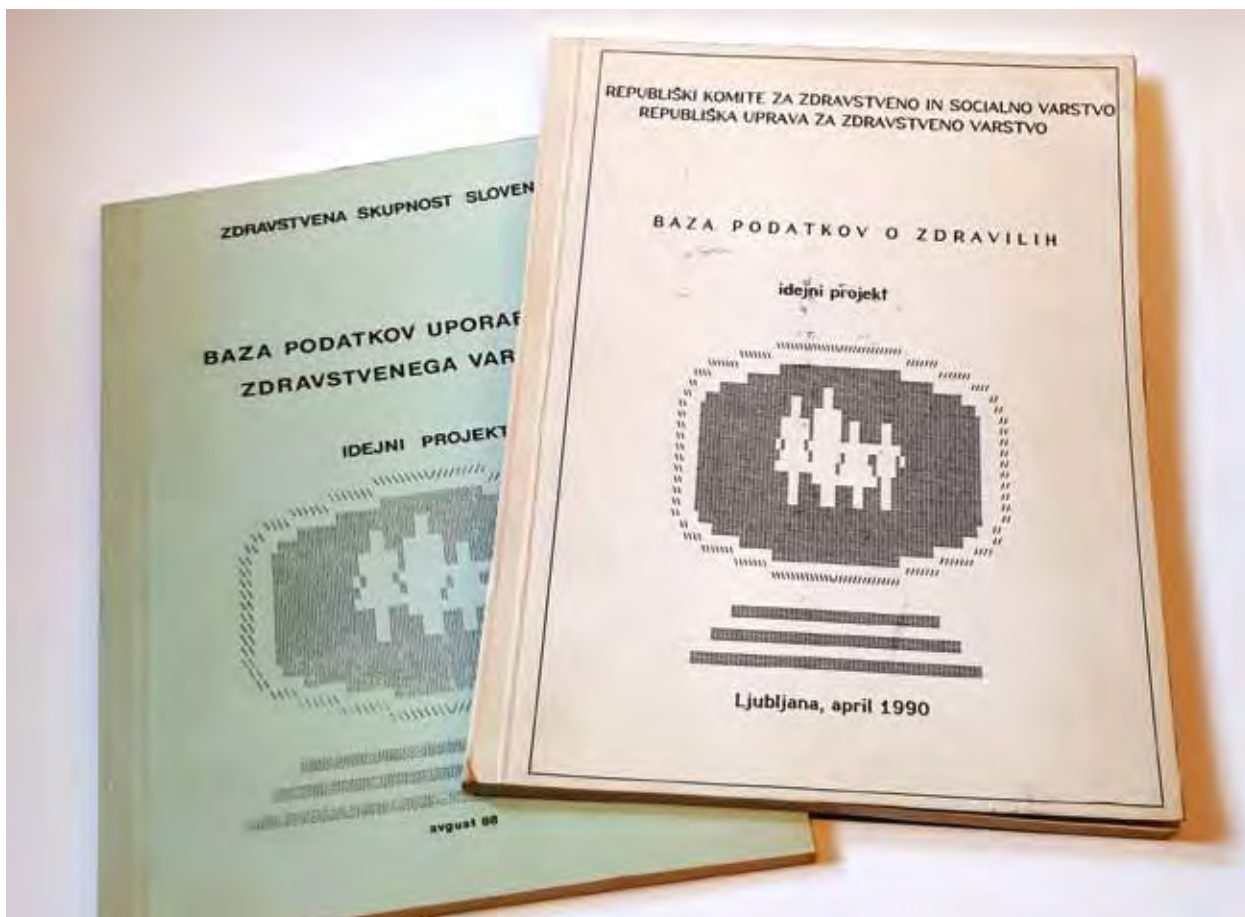 ZDRAVSTVENA SKUPNOST SLOVEN
BAZA PODATKOV UPORAB
ZDRAVSTVENEGA VAR
IDEJNI PROJEKT
avgust 88
REPUBLIŠKI KOMITE ZA ZDRAVSTVENO IN SOCIALNO VARSTVO
REPUBLIŠKA UPRAVA ZA ZDRAVSTVENO VARSTVO
BAZA PODATKOV O ZDRAVILIH
idejni projekt
Ljubljana, april 1990